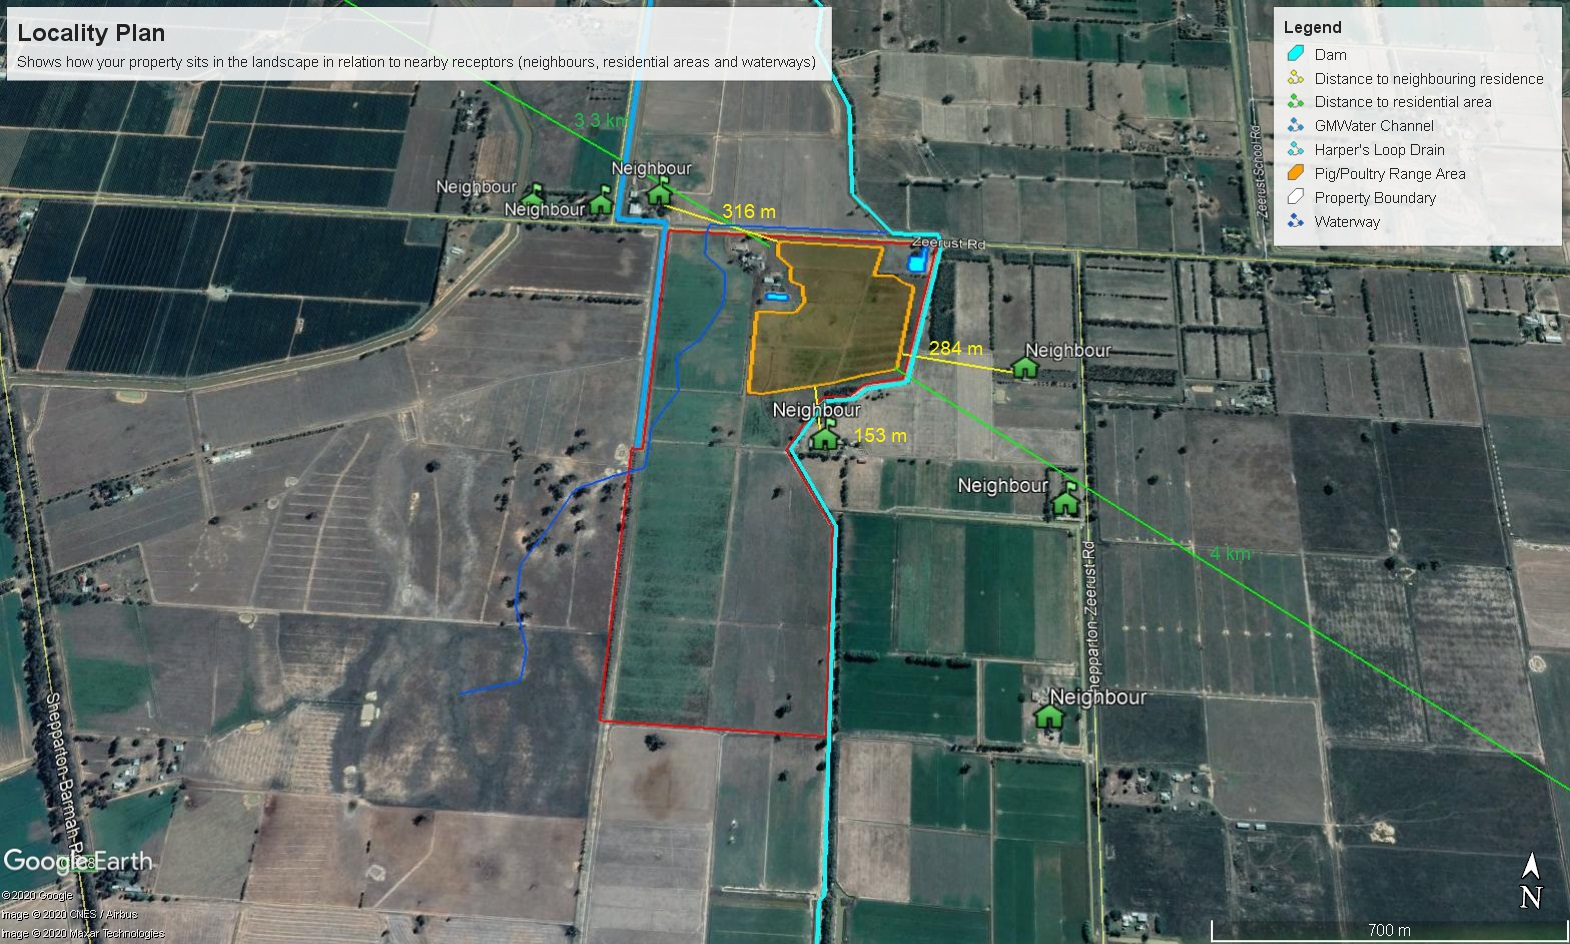 Locality Plan
Shows how your property sits in the landscape in relation to nearby receptors (neighbours, residential areas and waterways)
Legend
Dam
Distance to neighbouring residence
Distance to residential area
GMWater Channel
Harper's Loop Drain
Pig/Poultry Range Area
Property Boundary
Waterway
3.3 km
Zeerust-School-Rd
Neighbour
Neighbour
Neighbour
316 m
Zeerust Rd
284 m
Neighbour
Neighbour
153 m
Neighbour
4 km
Shepparton-Zeerust-Rd
Neighbour
Shepparton-Barmah-R
Google Earth
© 2020 Google
Image © 2020 CNES / Airbus
Image © 2020 Maxar Technologies
N
700 m